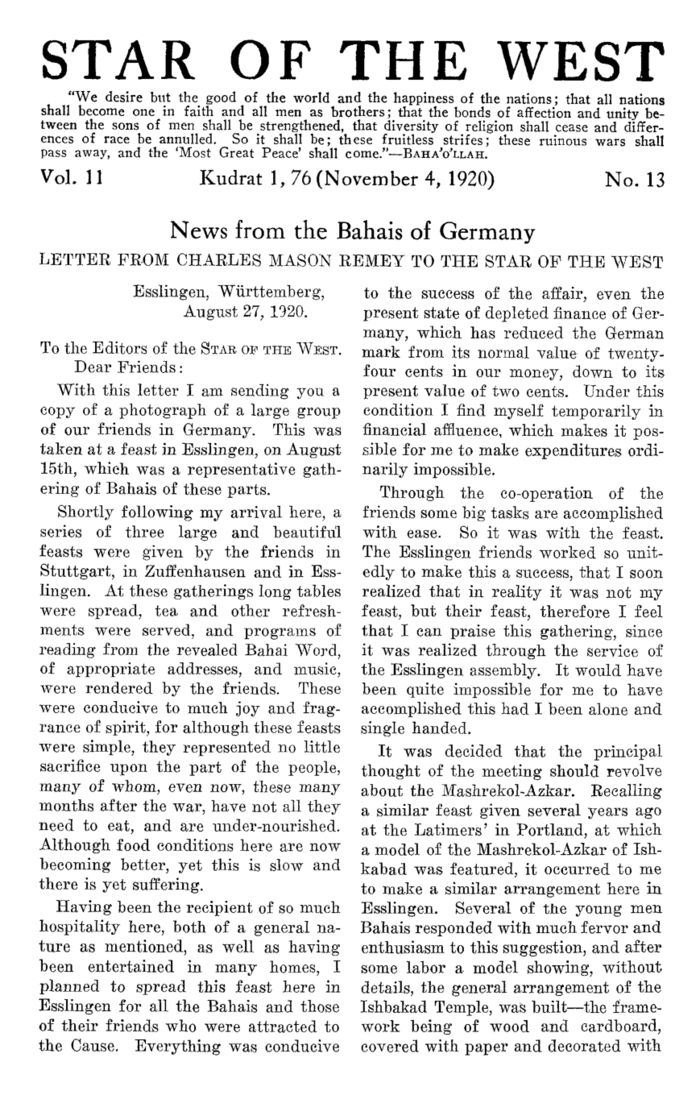 STAR OF THE WEST
"We desire but the good of the world and the happiness of the nations; that all nations
shall become one in faith and all men as brothers; that the bonds of affection and unity be-
tween the sons of men shall be strengthened, that diversity of religion shall cease and differ-
ences of race be annulled. So it shall be; these fruitless strifes; these ruinous wars shall
pass away, and the 'Most Great Peace' shall come."—BAHA'O'LLAH.
Vol. 11 Kudrat 1, 76 (November 4, 1920) No. 13
News from the Bahais of Germany
LETTER FROM CHARLES MASON REMEY TO THE STAR OF THE WEST
Esslingen, Württemberg,
August 27, 1920.
To the Editors of the STAR OF THE WEST.
Dear Friends:
With this letter I am sending you a
copy of a photograph of a large group
of our friends in Germany. This was
taken at a feast in Esslingen, on August
15th, which was a representative gath-
ering of Bahais of these parts.
Shortly following my arrival here, a
series of three large and beautiful
feasts were given by the friends in
Stuttgart, in Zuffenhausen and in Ess-
lingen. At these gatherings long tables
were spread, tea and other refresh-
ments were served, and programs of
reading from the revealed Bahai Word,
of appropriate addresses, and music,
were rendered by the friends. These
were conducive to much joy and frag-
rance of spirit, for although these feasts
were simple, they represented no little
sacrifice upon the part of the people,
many of whom, even now, these many
months after the war, have not all they
need to eat, and are under-nourished.
Although food conditions here are now
becoming better, yet this is slow and
there is yet suffering.
Having been the recipient of so much
hospitality here, both of a general na-
ture as mentioned, as well as having
been entertained in many homes, I
planned to spread this feast here in
Esslingen for all the Bahais and those
of their friends who were attracted to
the Cause. Everything was conducive
to the success of the affair, even the
present state of depleted finance of Ger-
many, which has reduced the German
mark from its normal value of twenty-
four cents in our money, down to its
present value of two cents. Under this
condition I find myself temporarily in
financial affluence, which makes it pos-
sible for me to make expenditures ordi-
narily impossible.
Through the co-operation of the
friends some big tasks are accomplished
with ease. So it was with the feast.
The Esslingen friends worked so unit-
edly to make this a success, that I soon
realized that in reality it was not my
feast, but their feast, therefore I feel
that I can praise this gathering, since
it was realized through the service of
the Esslingen assembly. It would have
been quite impossible for me to have
accomplished this had I been alone and
single handed.
It was decided that the principal
thought of the meeting should revolve
about the Mashrekol-Azkar. Recalling
a similar feast given several years ago
at the Latimers' in Portland, at which
a model of the Mashrekol-Azkar of Ish-
kabad was featured, it occurred to me
to make a similar arrangement here in
Esslingen. Several of the young men
Bahais responded with much fervor and
enthusiasm to this suggestion, and after
some labor a model showing, without
details, the general arrangement of the
Ishbakad Temple, was built—the frame-
work being of wood and cardboard,
covered with paper and decorated with